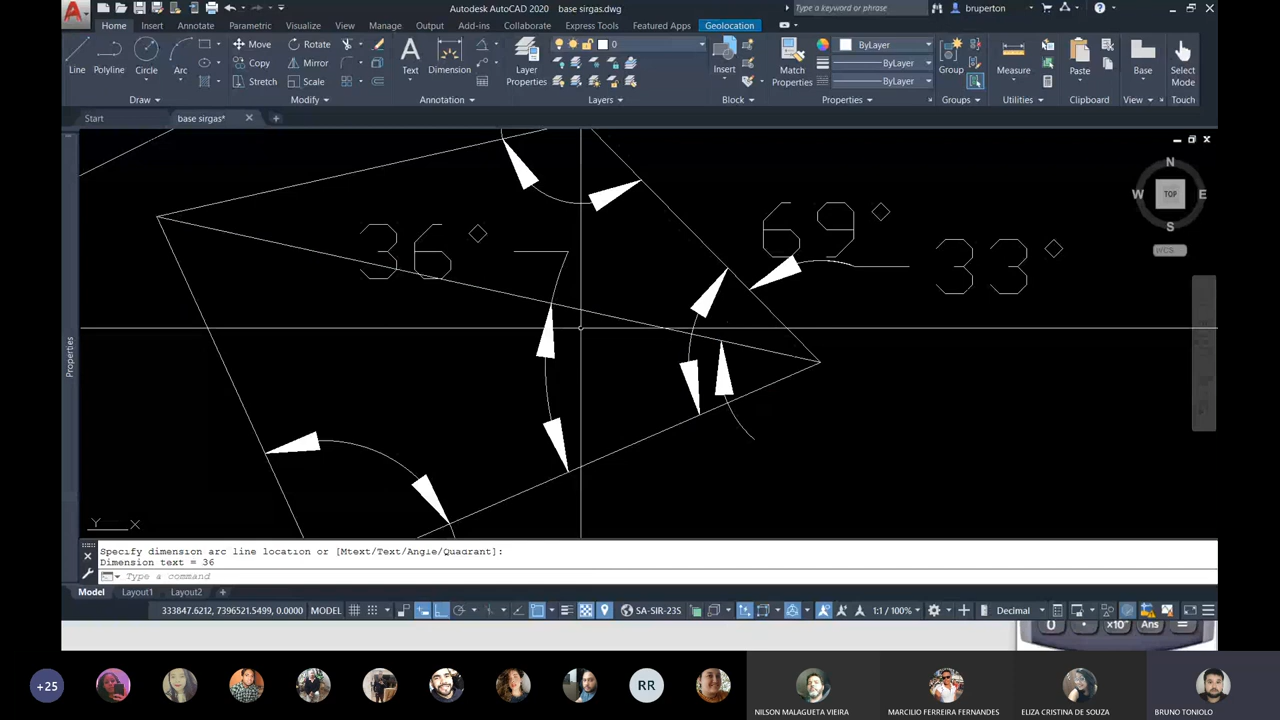 Autodesk AutoCAD 2020 base sirgas.dwg
Type a keyword or phrase
bruperton
Home Insert Annotate Parametric View Manage Output Add-ins Collaborate Express Tools Featured Apps Geolocation
Line Polyline Circle Arc
Move Rotate
Copy Mirror
Stretch Scale
Text Dimension
Layer Properties
0
Insert
Match Properties
ByLayer
ByLayer
ByLayer
Group
Measure
Paste
Base
Select Mode
Draw Modify Annotation Layers Block Properties Groups Utilities Clipboard View Touch
Start base sirgas*
N
W TOP E
S
WCS
36°
69°
33°
Properties
Y X
Specify dimension arc line location or [Mtext/Text/Angle/Quadrant]:
Dimension text = 36
Type a command
Model Layout1 Layout2
333847.6212, 7396521.5499, 0.0000 MODEL SA-SIR-23S 1:1 / 100% Decimal
0 . x10 Ans =
+25
RR
NILSON MALAGUETA VIEIRA
MARCILIO FERREIRA FERNANDES
ELIZA CRISTINA DE SOUZA
BRUNO TONIOLO